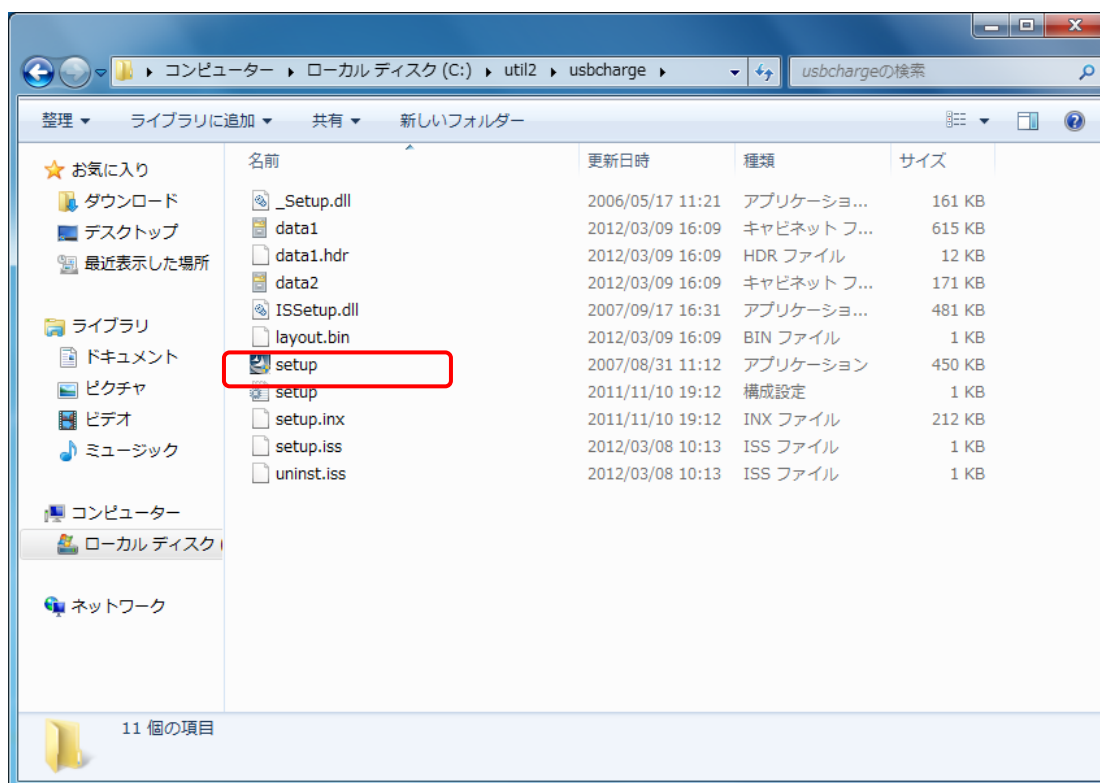 コンピューター ▸ ローカル ディスク (C:) ▸ util2 ▸ usbcharge ▸
usbchargeの検索
整理 ライブラリに追加 共有 新しいフォルダー
お気に入り
ダウンロード
デスクトップ
最近表示した場所
ライブラリ
ドキュメント
ピクチャ
ビデオ
ミュージック
コンピューター
ローカル ディスク (
ネットワーク
名前 更新日時 種類 サイズ
_Setup.dll 2006/05/17 11:21 アプリケーショ... 161 KB
data1 2012/03/09 16:09 キャビネット フ... 615 KB
data1.hdr 2012/03/09 16:09 HDR ファイル 12 KB
data2 2012/03/09 16:09 キャビネット フ... 171 KB
ISSetup.dll 2007/09/17 16:31 アプリケーショ... 481 KB
layout.bin 2012/03/09 16:09 BIN ファイル 1 KB
setup 2007/08/31 11:12 アプリケーション 450 KB
setup 2011/11/10 19:12 構成設定 1 KB
setup.inx 2011/11/10 19:12 INX ファイル 212 KB
setup.iss 2012/03/08 10:13 ISS ファイル 1 KB
uninst.iss 2012/03/08 10:13 ISS ファイル 1 KB
11 個の項目